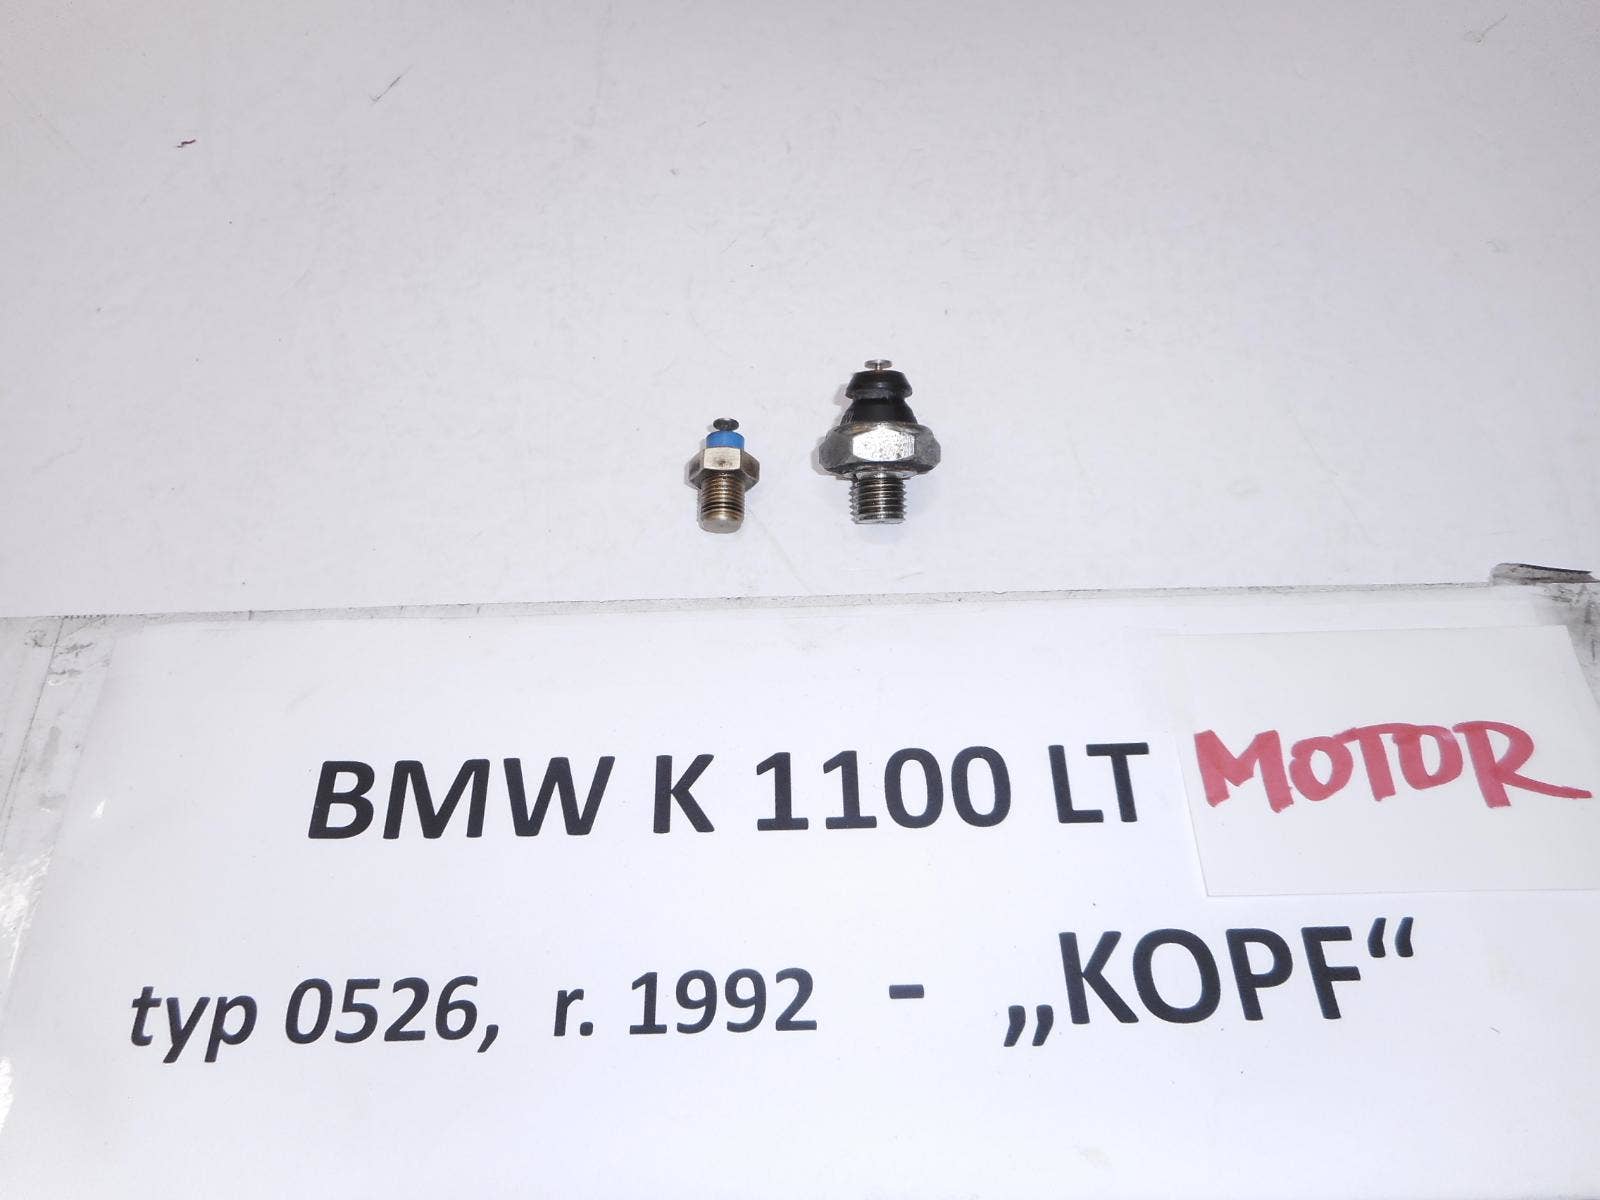 BMW K 1100 LT MOTOR
typ 0526, r. 1992 - „KOPF“